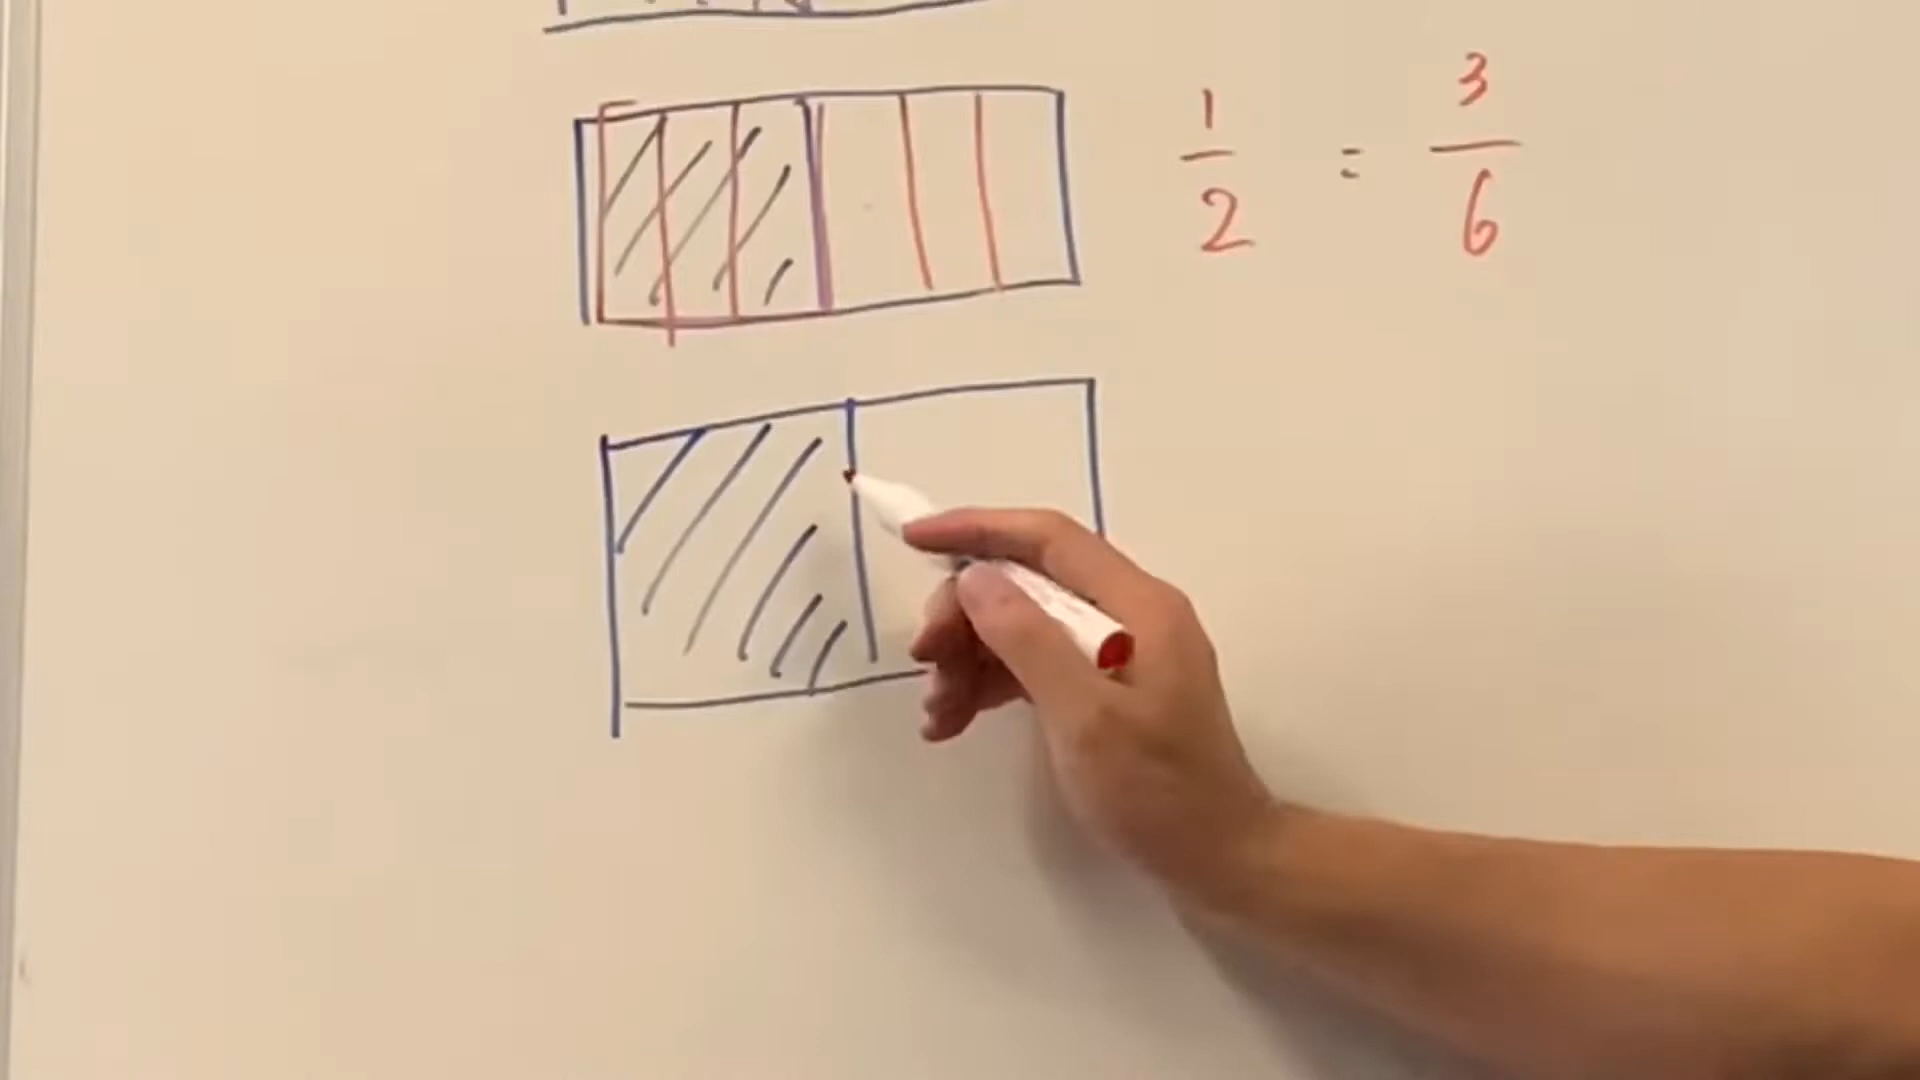 1/2 = 3/6